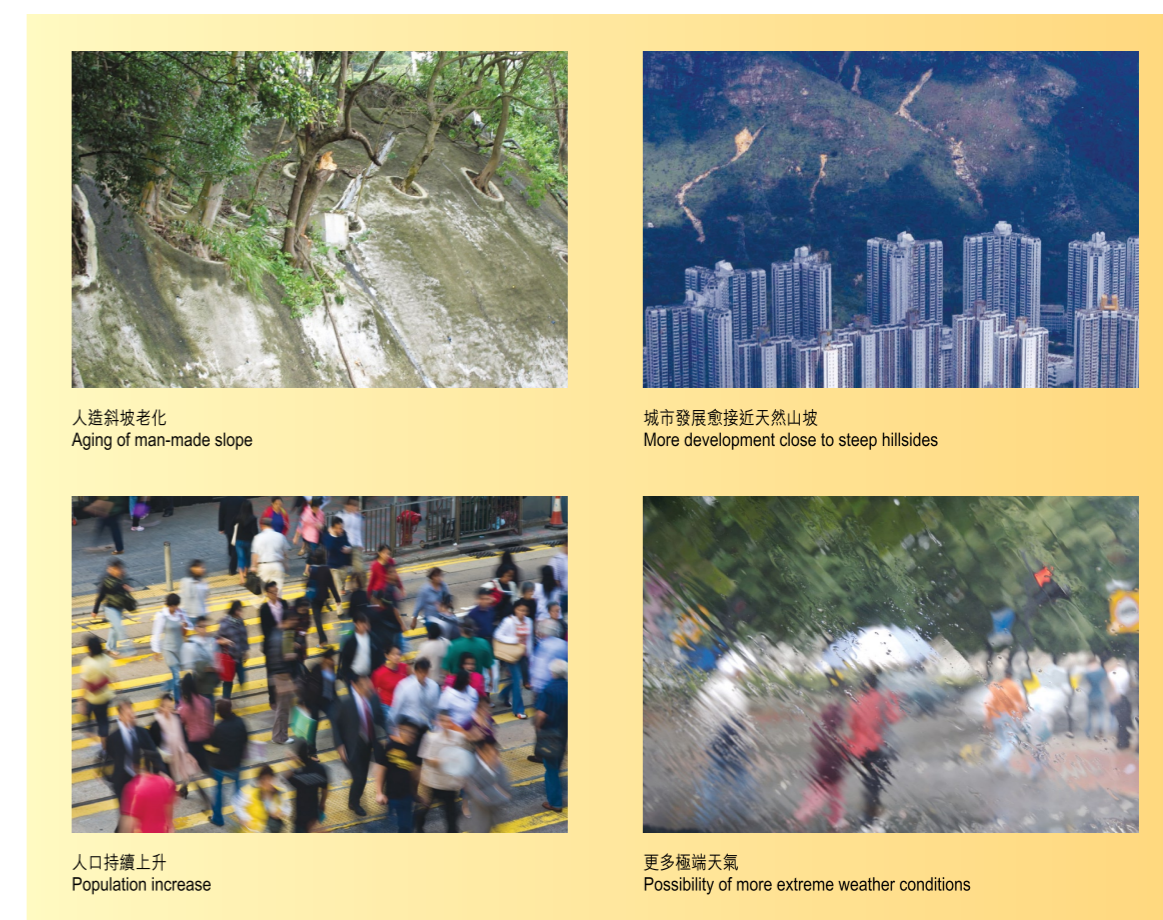 人造斜坡老化
Aging of man-made slope
城市發展愈接近天然山坡
More development close to steep hillsides
人口持續上升
Population increase
更多極端天氣
Possibility of more extreme weather conditions